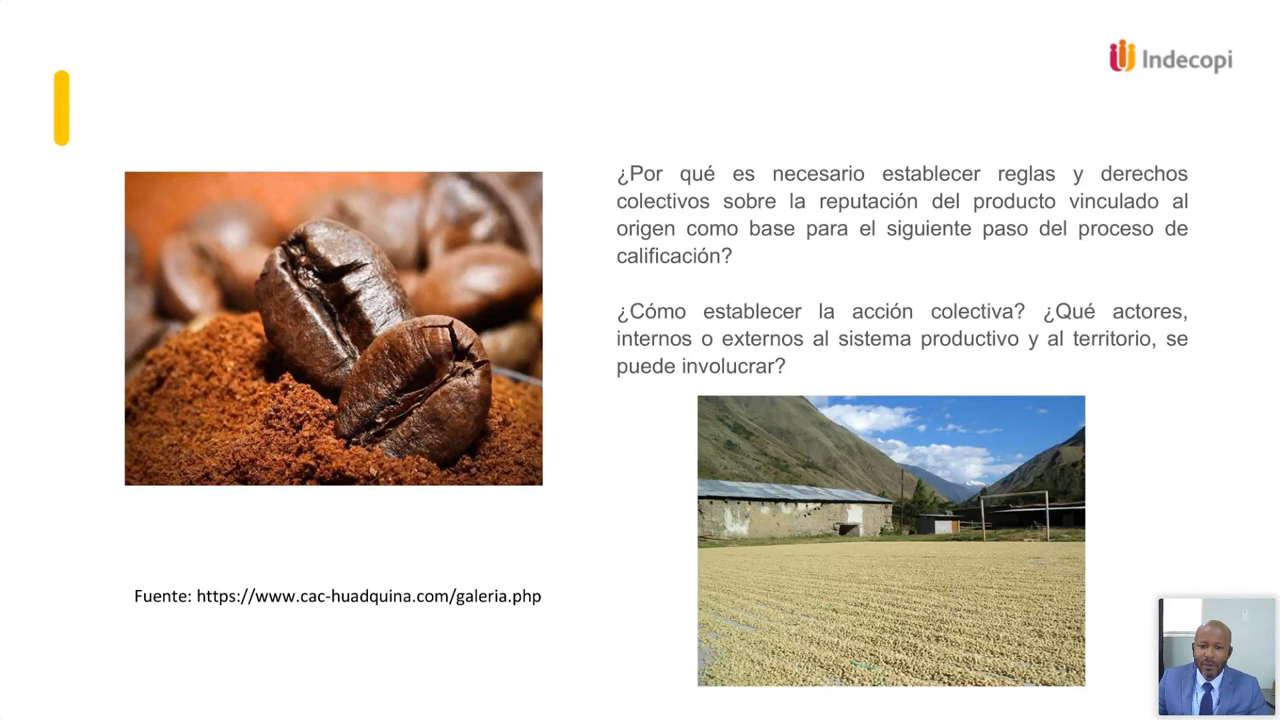 Indecopi
¿Por qué es necesario establecer reglas y derechos
colectivos sobre la reputación del producto vinculado al
origen como base para el siguiente paso del proceso de
calificación?
¿Cómo establecer la acción colectiva? ¿Qué actores,
internos o externos al sistema productivo y al territorio, se
puede involucrar?
Fuente: https://www.cac-huadquina.com/galeria.php